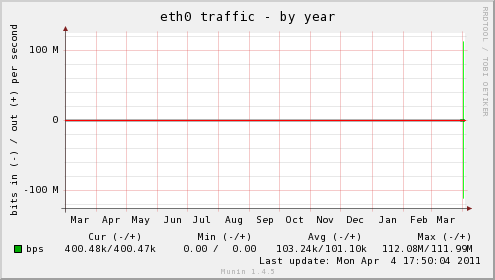 eth0 traffic - by year
RRDTOOL / TOBI OETIKER
bits in (-) / out (+) per second
100 M
0
-100 M
Mar Apr May Jun Jul Aug Sep Oct Nov Dec Jan Feb Mar
Cur (-/+) Min (-/+) Avg (-/+) Max (-/+)
bps 400.48k/400.47k 0.00 / 0.00 103.24k/101.10k 112.08M/111.99M
Last update: Mon Apr 4 17:50:04 2011
Munin 1.4.5